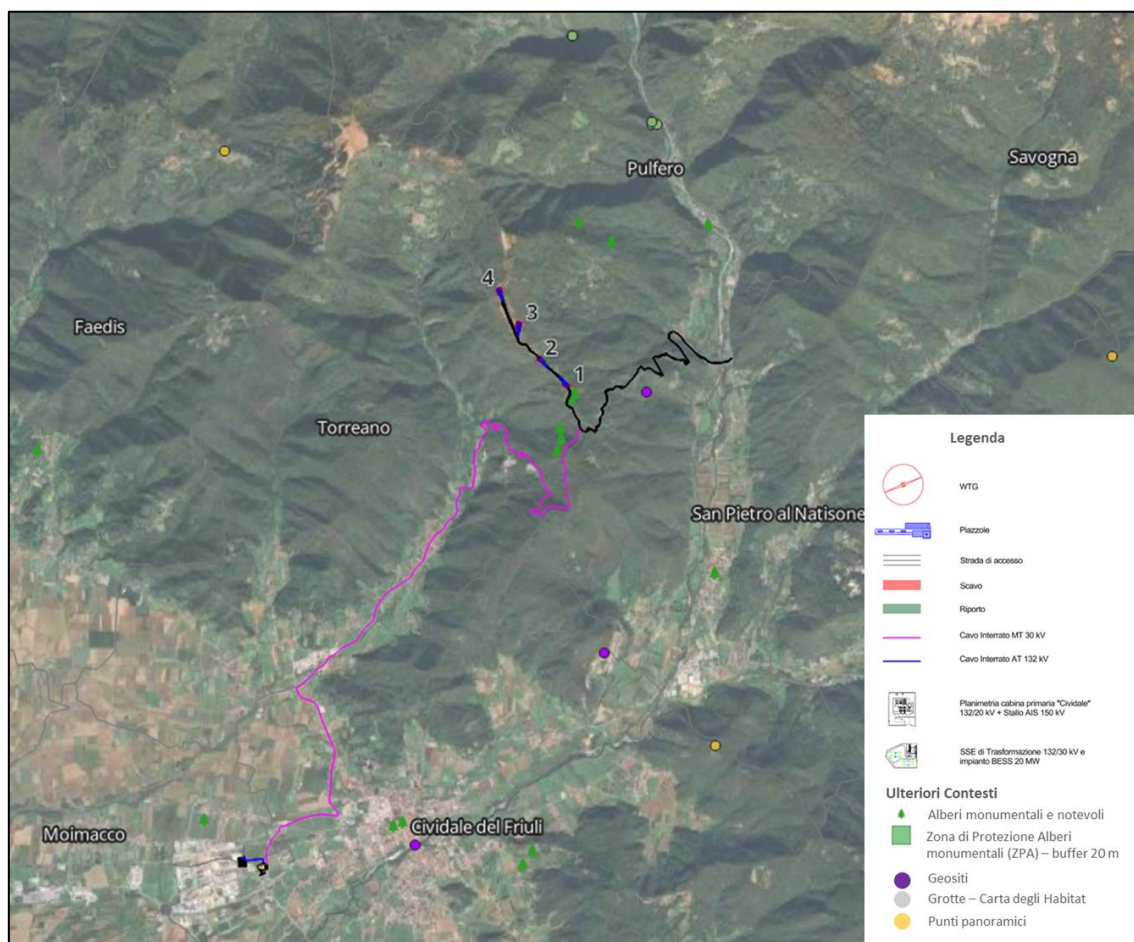 Pulfero
Savogna
4
3
Faedis
2
1
Torreano
San Pietro al Natisone
Moimacco
Cividale del Friuli
Legenda
WTG
Piazzole
Strada di accesso
Scavo
Riporto
Cavo Interrato MT 30 kV
Cavo Interrato AT 132 kV
Planimetria cabina primaria "Cividale"
132/20 kV + Stallo AIS 150 kV
SSE di Trasformazione 132/30 kV e
impianto BESS 20 MW
Ulteriori Contesti
Alberi monumentali e notevoli
Zona di Protezione Alberi
monumentali (ZPA) – buffer 20 m
Geositi
Grotte – Carta degli Habitat
Punti panoramici